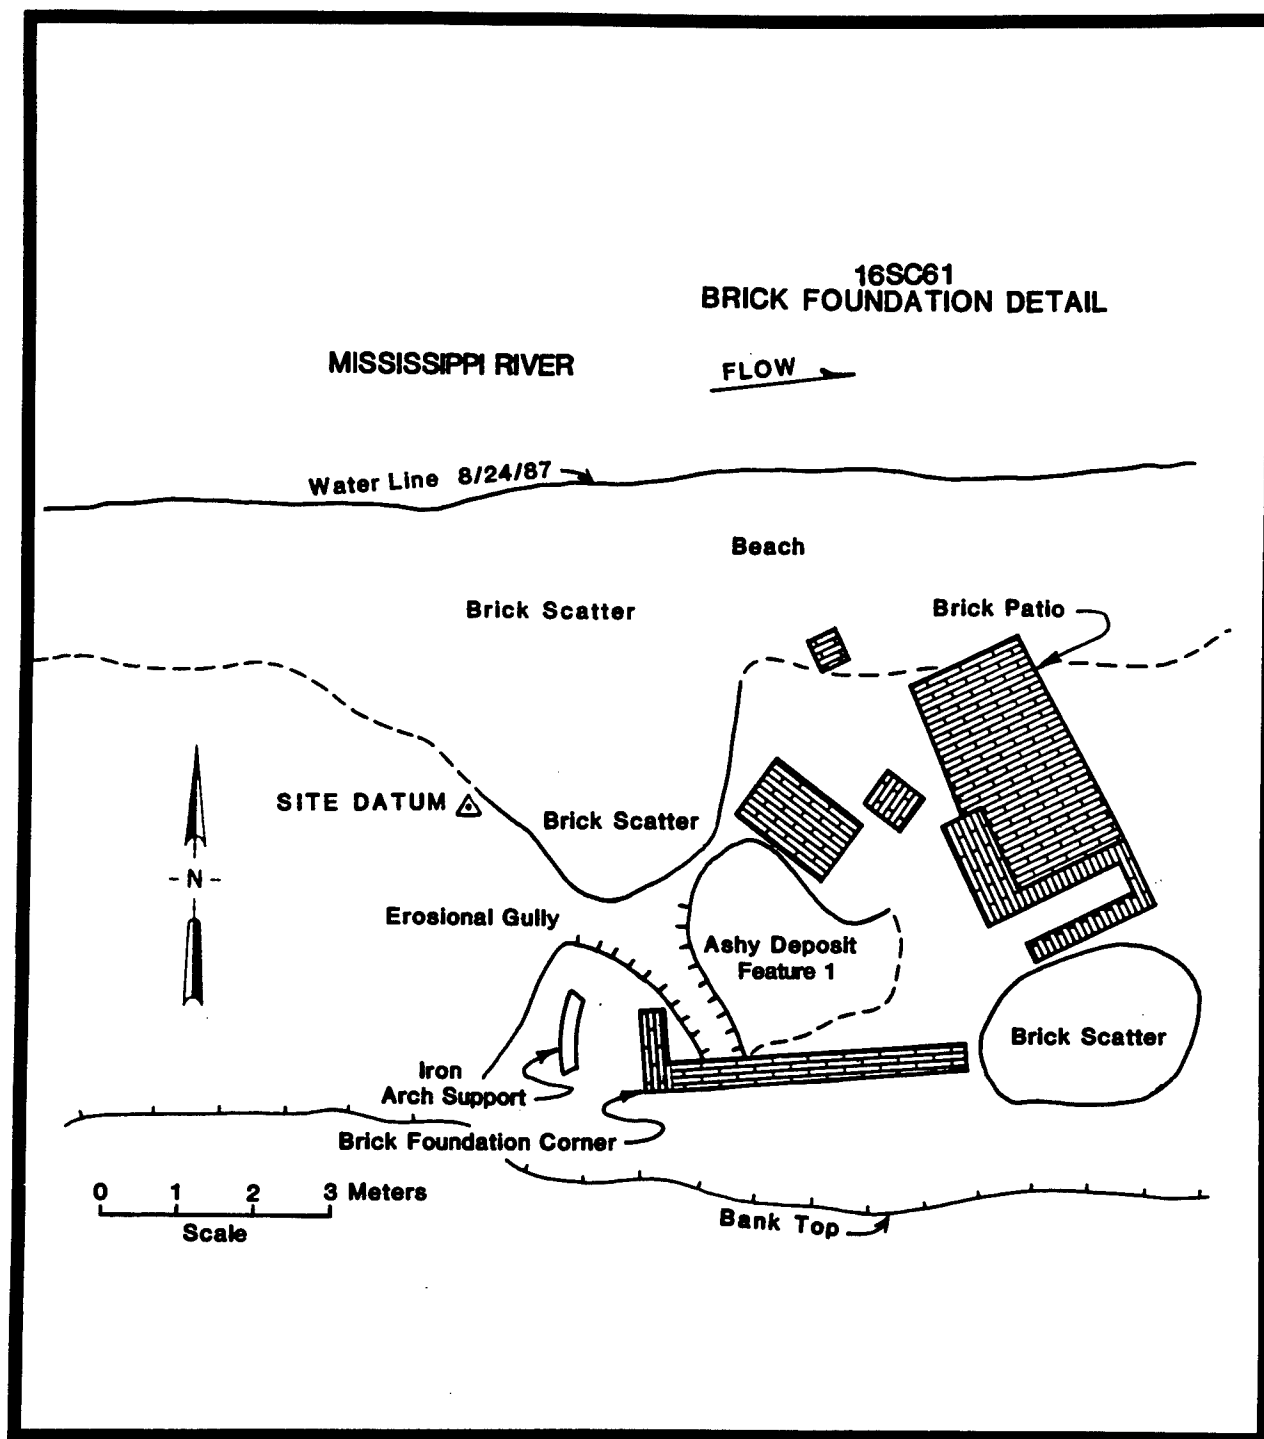 16SC61
BRICK FOUNDATION DETAIL
MISSISSIPPI RIVER
FLOW
Water Line 8/24/87
Beach
Brick Scatter
Brick Patio
SITE DATUM
Brick Scatter
- N -
Erosional Gully
Ashy Deposit
Feature 1
Brick Scatter
Iron
Arch Support
Brick Foundation Corner
0 1 2 3 Meters
Scale
Bank Top